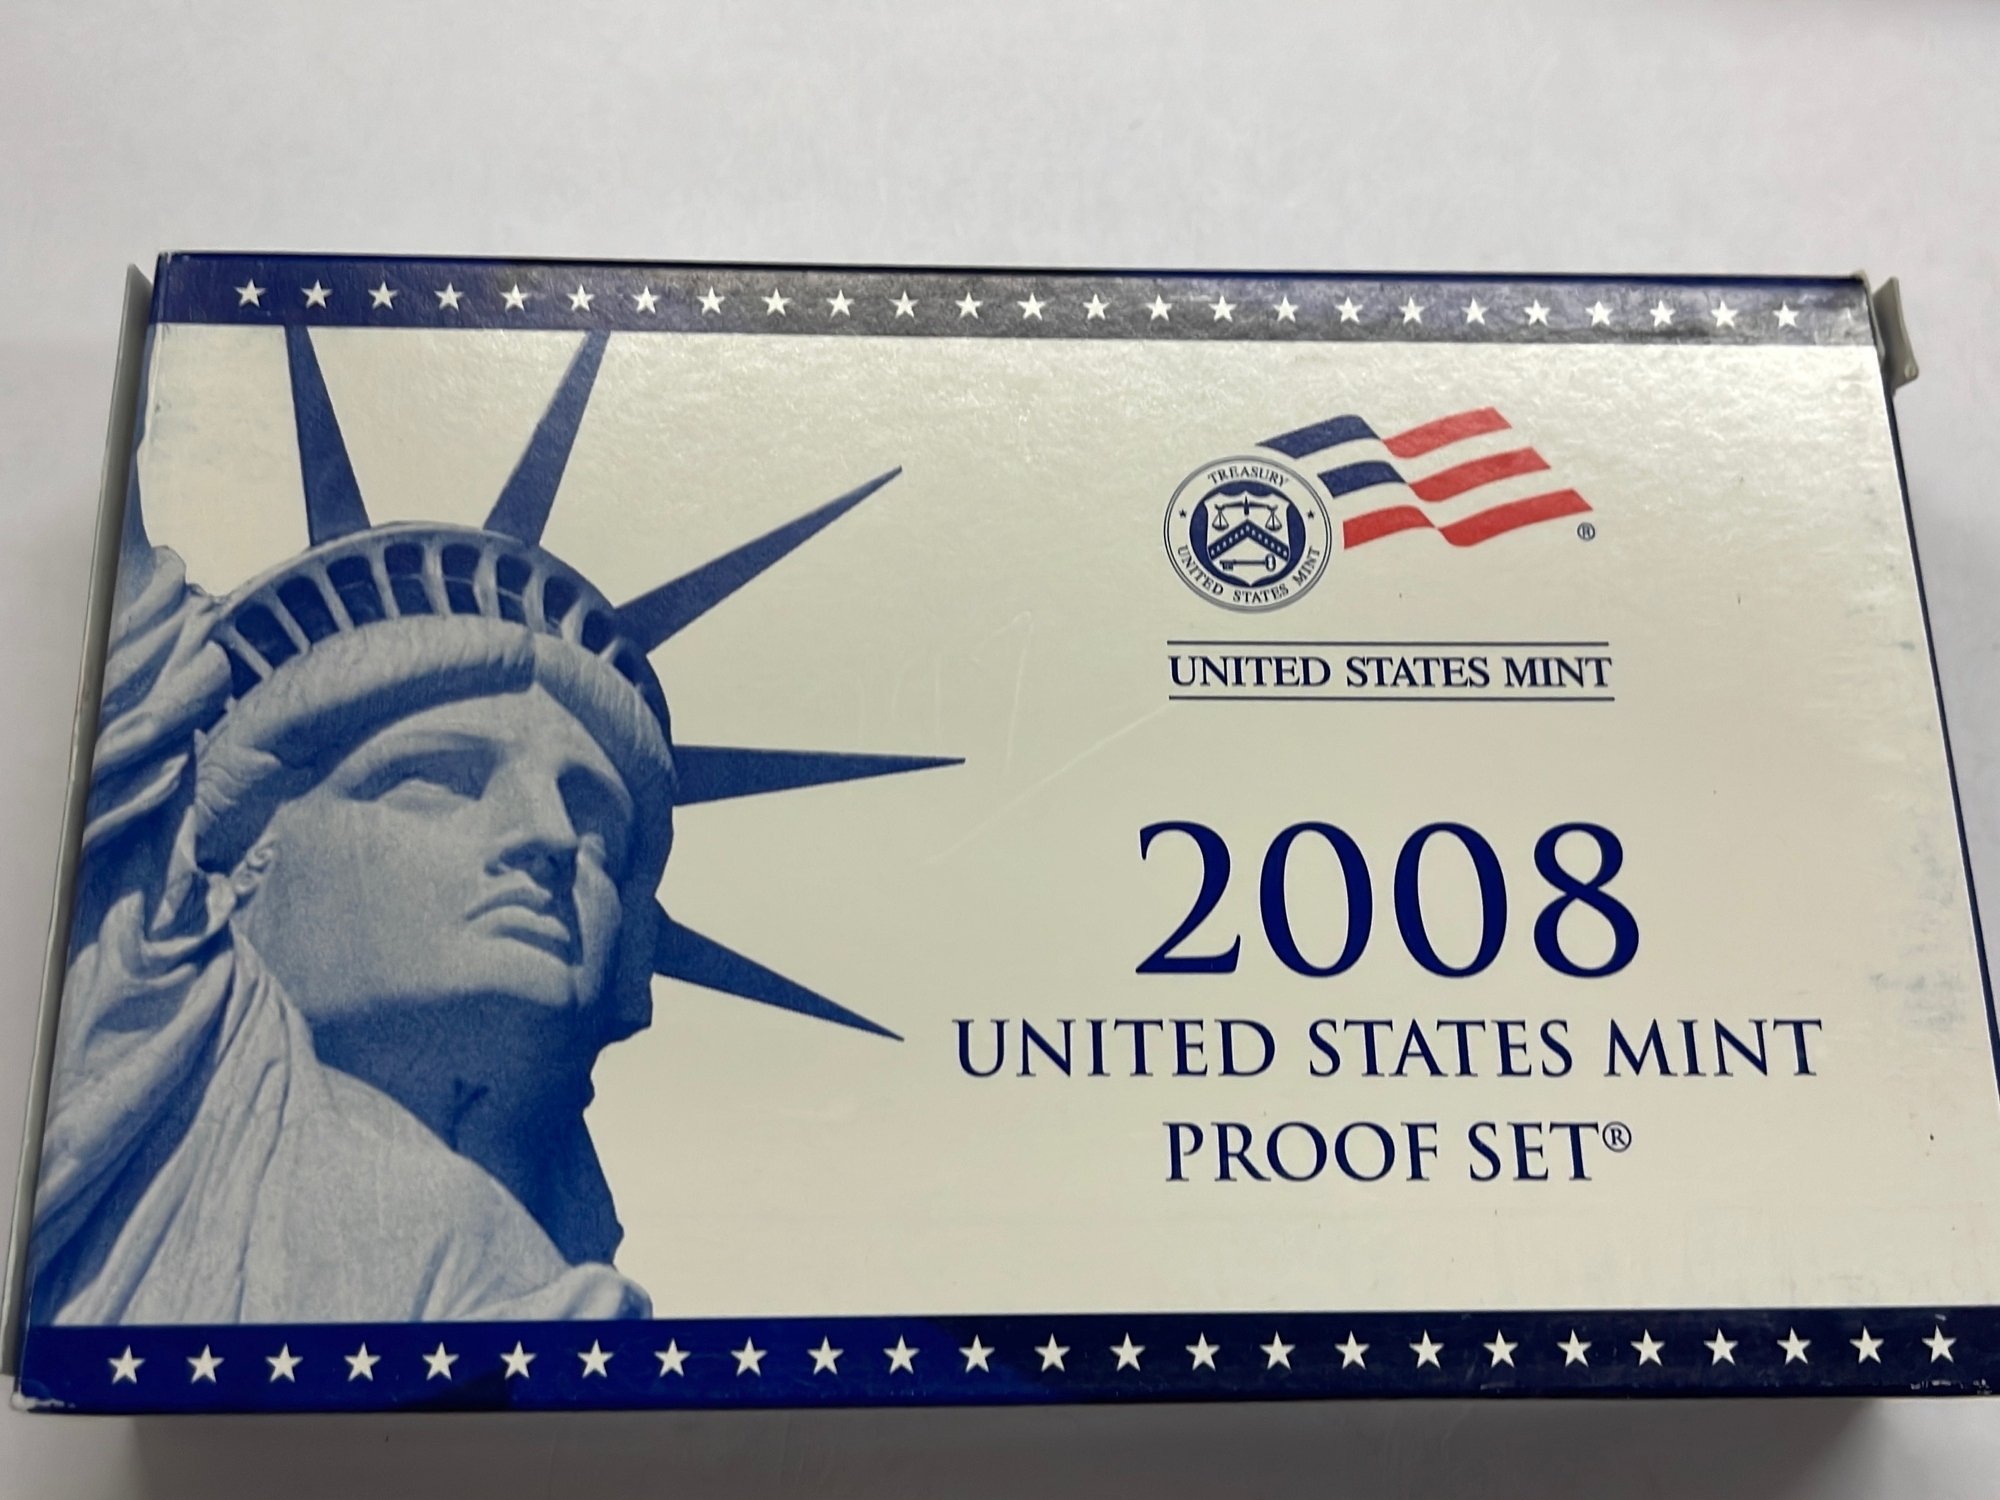 TREASURY
UNITED STATES MINT
®
UNITED STATES MINT
2008
UNITED STATES MINT
PROOF SET®